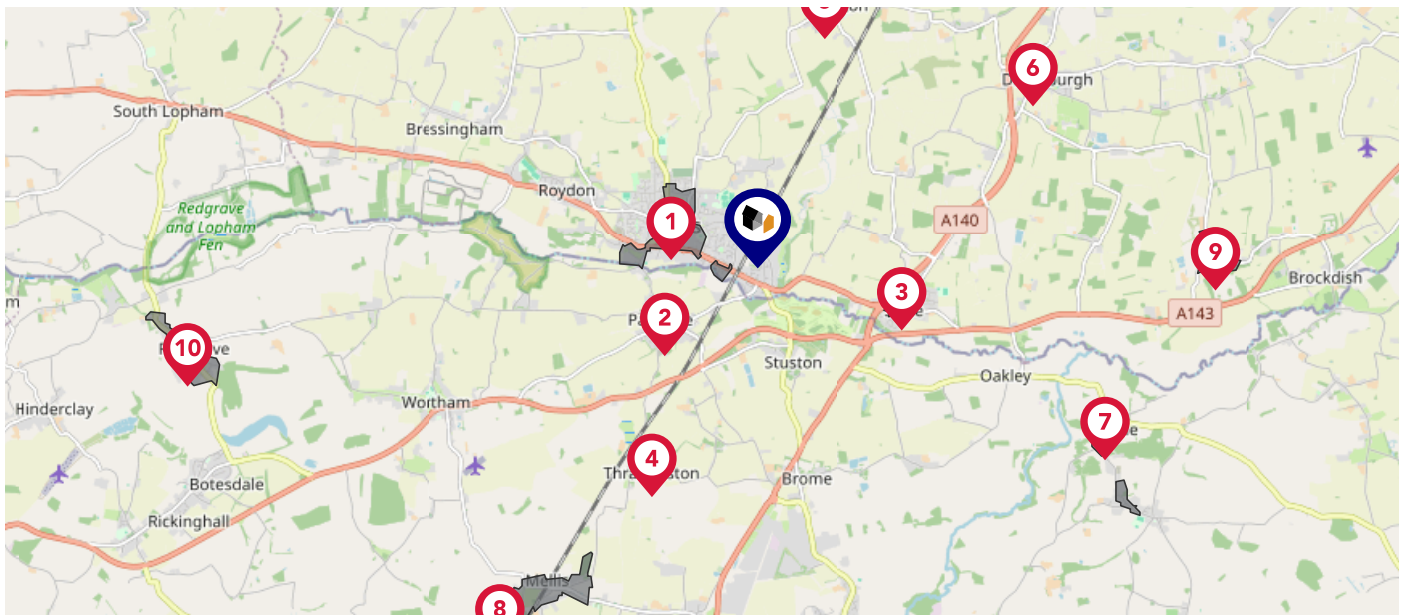 6
South Lopham
Bressingham
Roydon
Redgrave
and Lopham
Fen
1
A140
9
Brockdish
3
A143
2
10
Stuston
Oakley
Hinderclay
Wortham
7
4
Brome
Botesdale
Rickinghall
Mellis
8